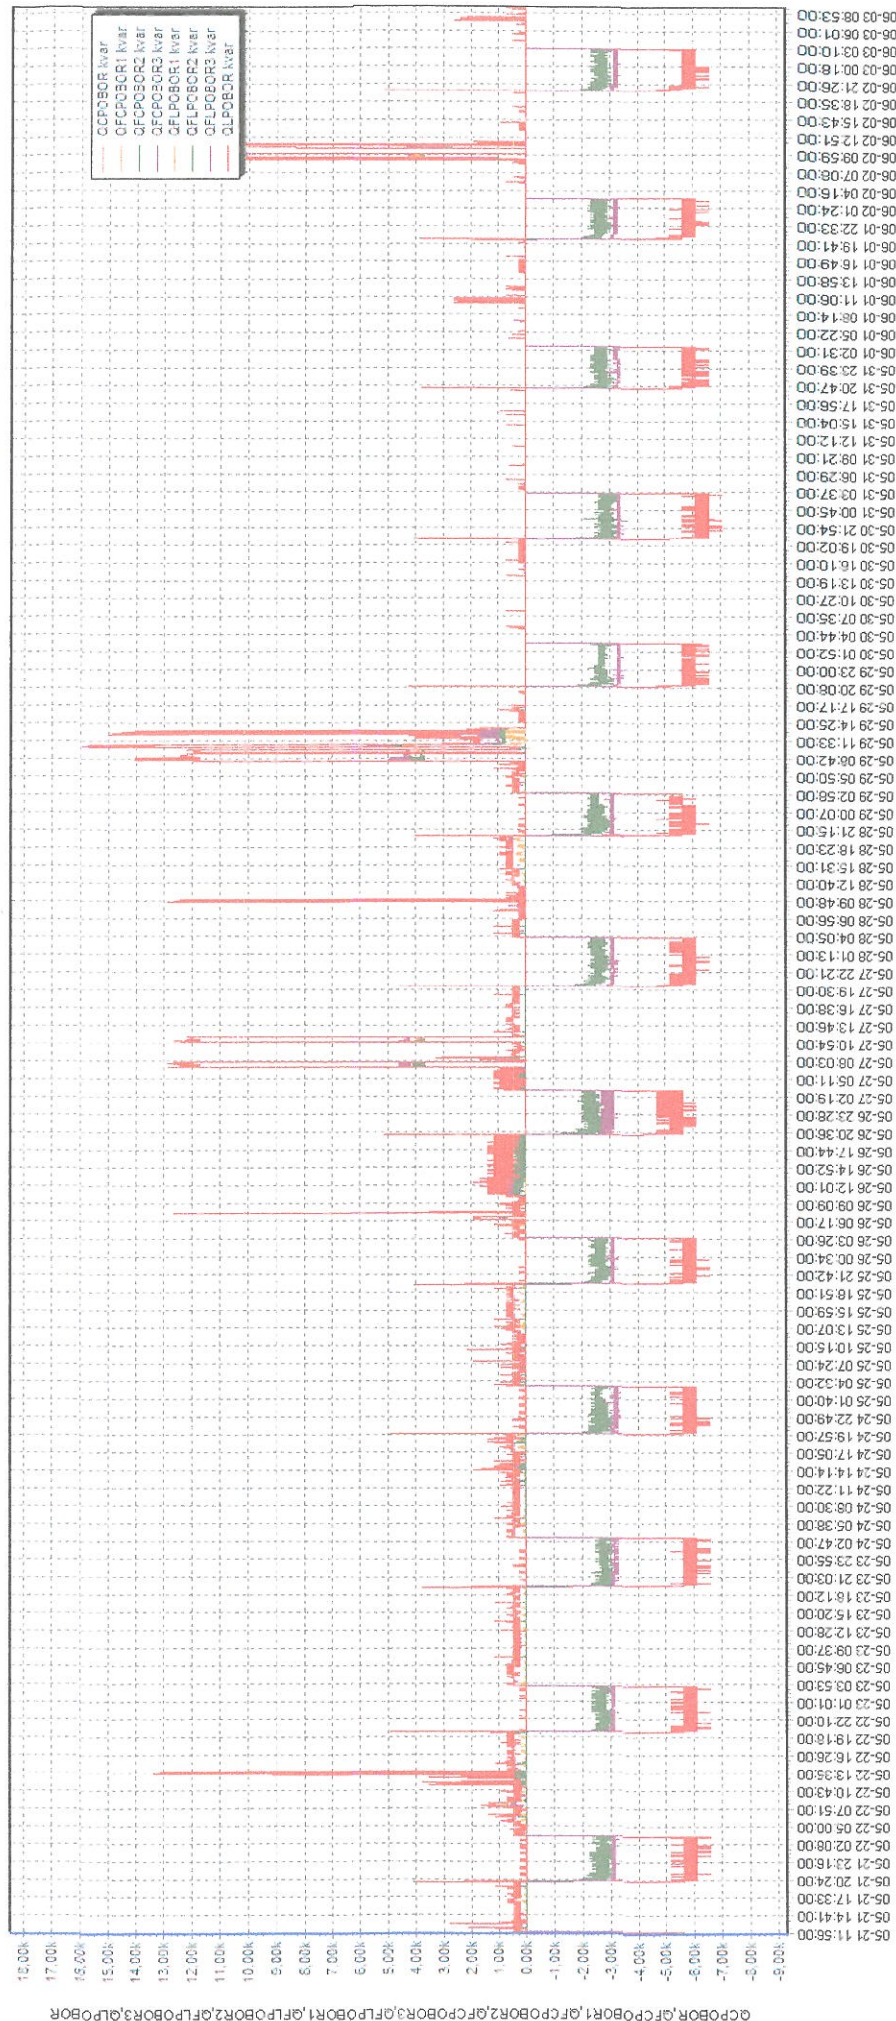 QCPOBOR kvar
QFCPOBOR1 kvar
QFCPOBOR2 kvar
QFCPOBOR3 kvar
QFLPOBOR1 kvar
QFLPOBOR2 kvar
QFLPOBOR3 kvar
QLPOBOR kvar
QCPOBOR,QFCPOBOR1,QFCPOBOR2,QFCPOBOR3,QFLPOBOR1,QFLPOBOR2,QFLPOBOR3,QLPOBOR
18.00k
17.00k
16.00k
15.00k
14.00k
13.00k
12.00k
11.00k
10.00k
9.00k
8.00k
7.00k
6.00k
5.00k
4.00k
3.00k
2.00k
1.00k
0.00k
-1.00k
-2.00k
-3.00k
-4.00k
-5.00k
-6.00k
-7.00k
-8.00k
-9.00k
05-21 11:56:00
05-21 14:41:00
05-21 17:33:00
05-21 20:24:00
05-21 23:16:00
05-22 02:08:00
05-22 05:00:00
05-22 07:51:00
05-22 10:43:00
05-22 13:35:00
05-22 16:26:00
05-22 19:18:00
05-22 22:10:00
05-23 01:01:00
05-23 03:53:00
05-23 06:45:00
05-23 09:37:00
05-23 12:28:00
05-23 15:20:00
05-23 18:12:00
05-23 21:03:00
05-23 23:55:00
05-24 02:47:00
05-24 05:38:00
05-24 08:30:00
05-24 11:22:00
05-24 14:14:00
05-24 17:05:00
05-24 19:57:00
05-24 22:49:00
05-25 01:40:00
05-25 04:32:00
05-25 07:24:00
05-25 10:15:00
05-25 13:07:00
05-25 15:59:00
05-25 18:51:00
05-25 21:42:00
05-26 00:34:00
05-26 03:26:00
05-26 06:17:00
05-26 09:09:00
05-26 12:01:00
05-26 14:52:00
05-26 17:44:00
05-26 20:36:00
05-26 23:28:00
05-27 02:19:00
05-27 05:11:00
05-27 08:03:00
05-27 10:54:00
05-27 13:46:00
05-27 16:38:00
05-27 19:30:00
05-27 22:21:00
05-28 01:13:00
05-28 04:05:00
05-28 06:56:00
05-28 09:48:00
05-28 12:40:00
05-28 15:31:00
05-28 18:23:00
05-28 21:15:00
05-29 00:07:00
05-29 02:58:00
05-29 05:50:00
05-29 08:42:00
05-29 11:33:00
05-29 14:25:00
05-29 17:17:00
05-29 20:08:00
05-29 23:00:00
05-30 01:52:00
05-30 04:44:00
05-30 07:35:00
05-30 10:27:00
05-30 13:19:00
05-30 16:10:00
05-30 19:02:00
05-30 21:54:00
05-31 00:45:00
05-31 03:37:00
05-31 06:29:00
05-31 09:21:00
05-31 12:12:00
05-31 15:04:00
05-31 17:56:00
05-31 20:47:00
05-31 23:39:00
06-01 02:31:00
06-01 05:22:00
06-01 08:14:00
06-01 11:06:00
06-01 13:58:00
06-01 16:49:00
06-01 19:41:00
06-01 22:33:00
06-02 01:24:00
06-02 04:16:00
06-02 07:08:00
06-02 09:59:00
06-02 12:51:00
06-02 15:43:00
06-02 18:35:00
06-02 21:26:00
06-03 00:18:00
06-03 03:10:00
06-03 06:01:00
06-03 08:53:00